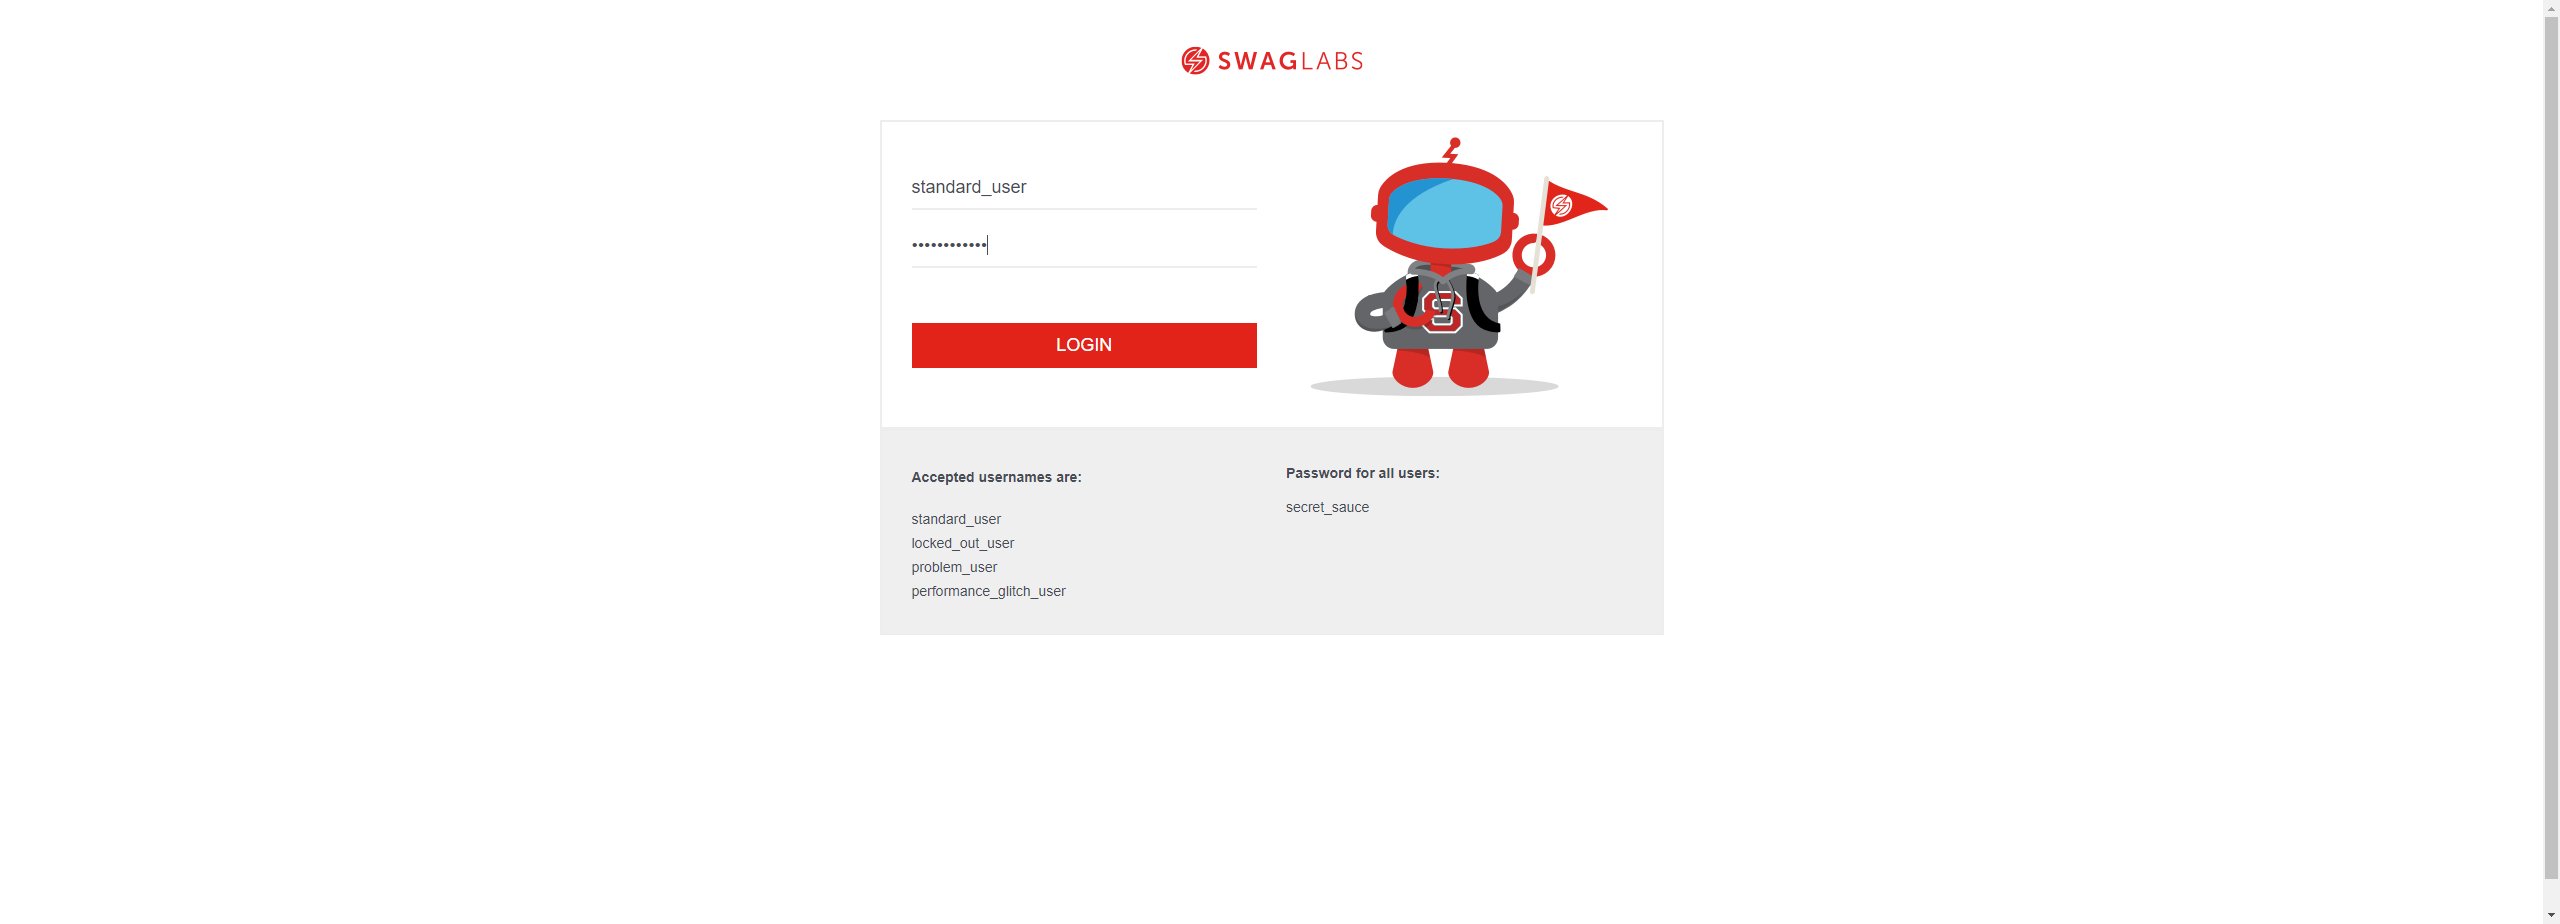 SWAGLABS
standard_user
••••••••••••
LOGIN
Accepted usernames are:
standard_user
locked_out_user
problem_user
performance_glitch_user
Password for all users:
secret_sauce
S